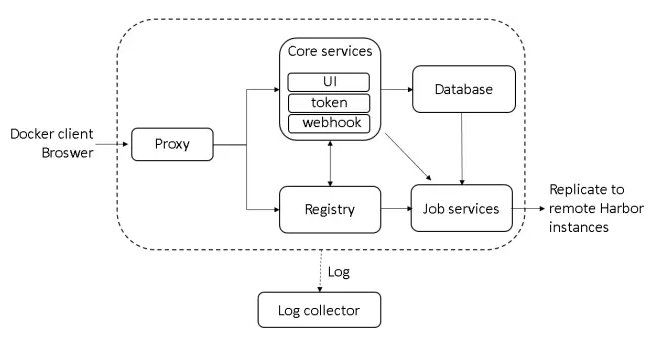 Core services
UI
token
webhook
Database
Docker client
Broswer
Proxy
Registry
Job services
Replicate to
remote Harbor
instances
Log
Log collector